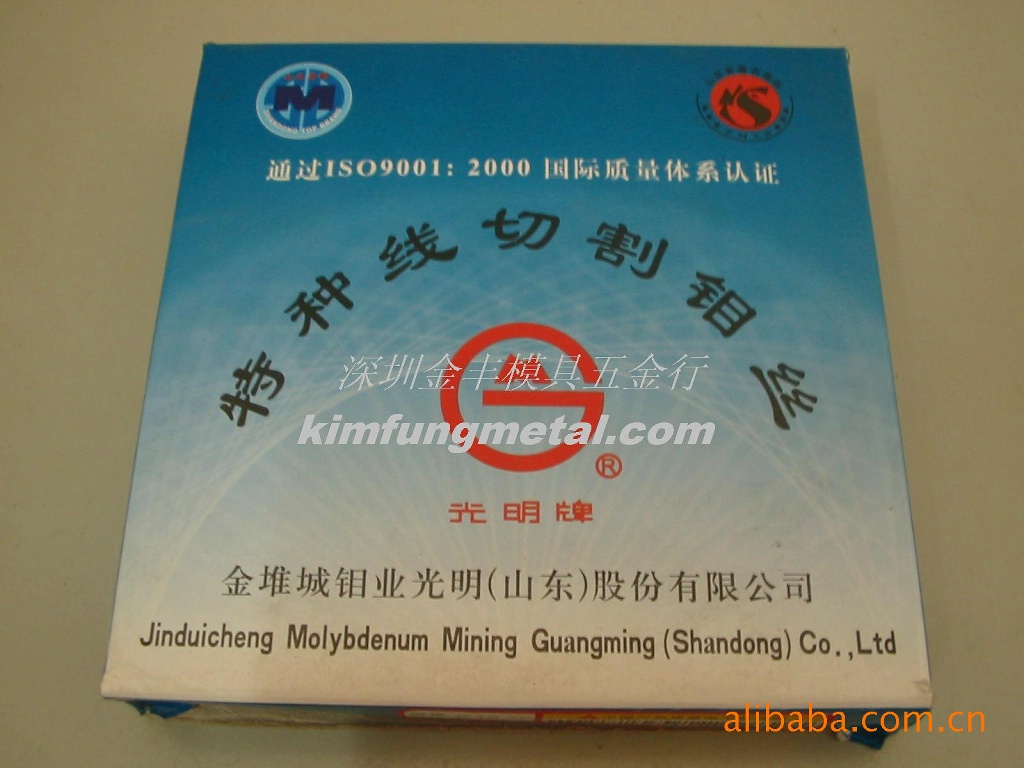 M
SHANDONG TOP BRAND
通过ISO9001: 2000 国际质量体系认证
特种线切割钼丝
深圳金丰模具五金行
kimfungmetal.com
®
光明牌
金堆城钼业光明(山东)股份有限公司
Jinduicheng Molybdenum Mining Guangming (Shandong) Co.,Ltd
alibaba.com.cn